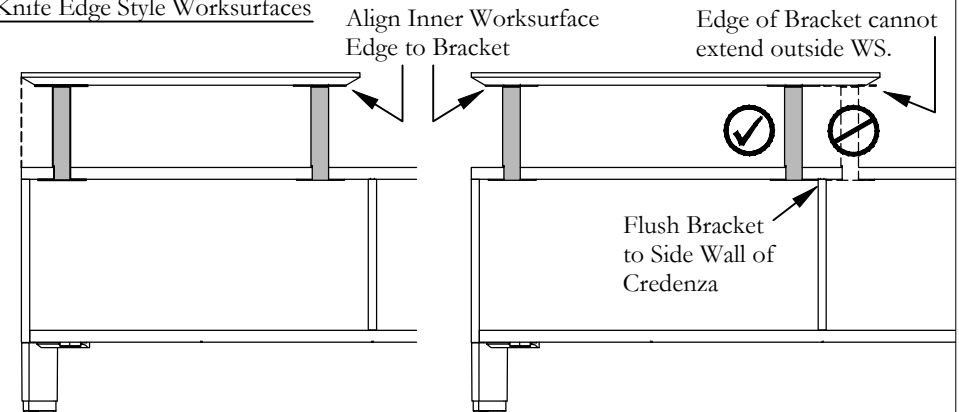 Knife Edge Style Worksurfaces
Align Inner Worksurface
Edge to Bracket
Edge of Bracket cannot
extend outside WS.
Flush Bracket
to Side Wall of
Credenza